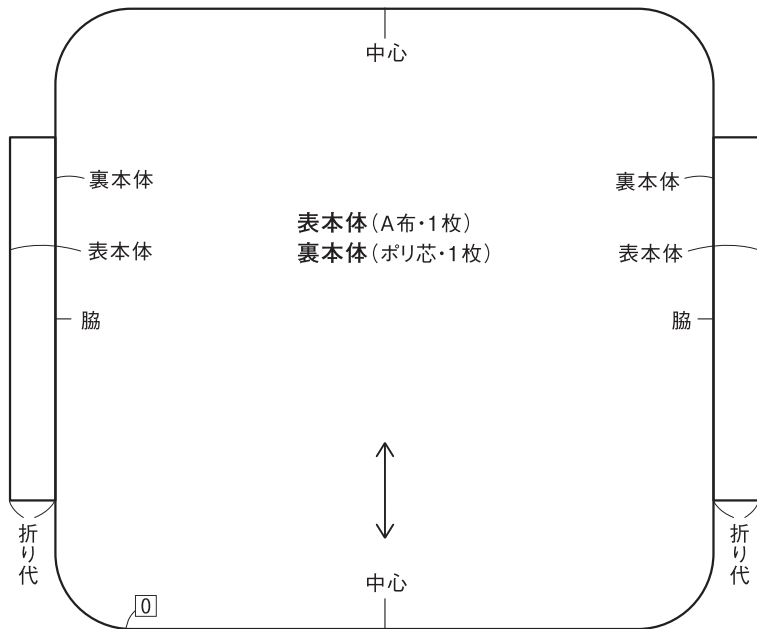 中心
裏本体
裏本体
表本体（A布・1枚）
裏本体（ポリ芯・1枚）
表本体
表本体
脇
脇
折り代
折り代
中心
0